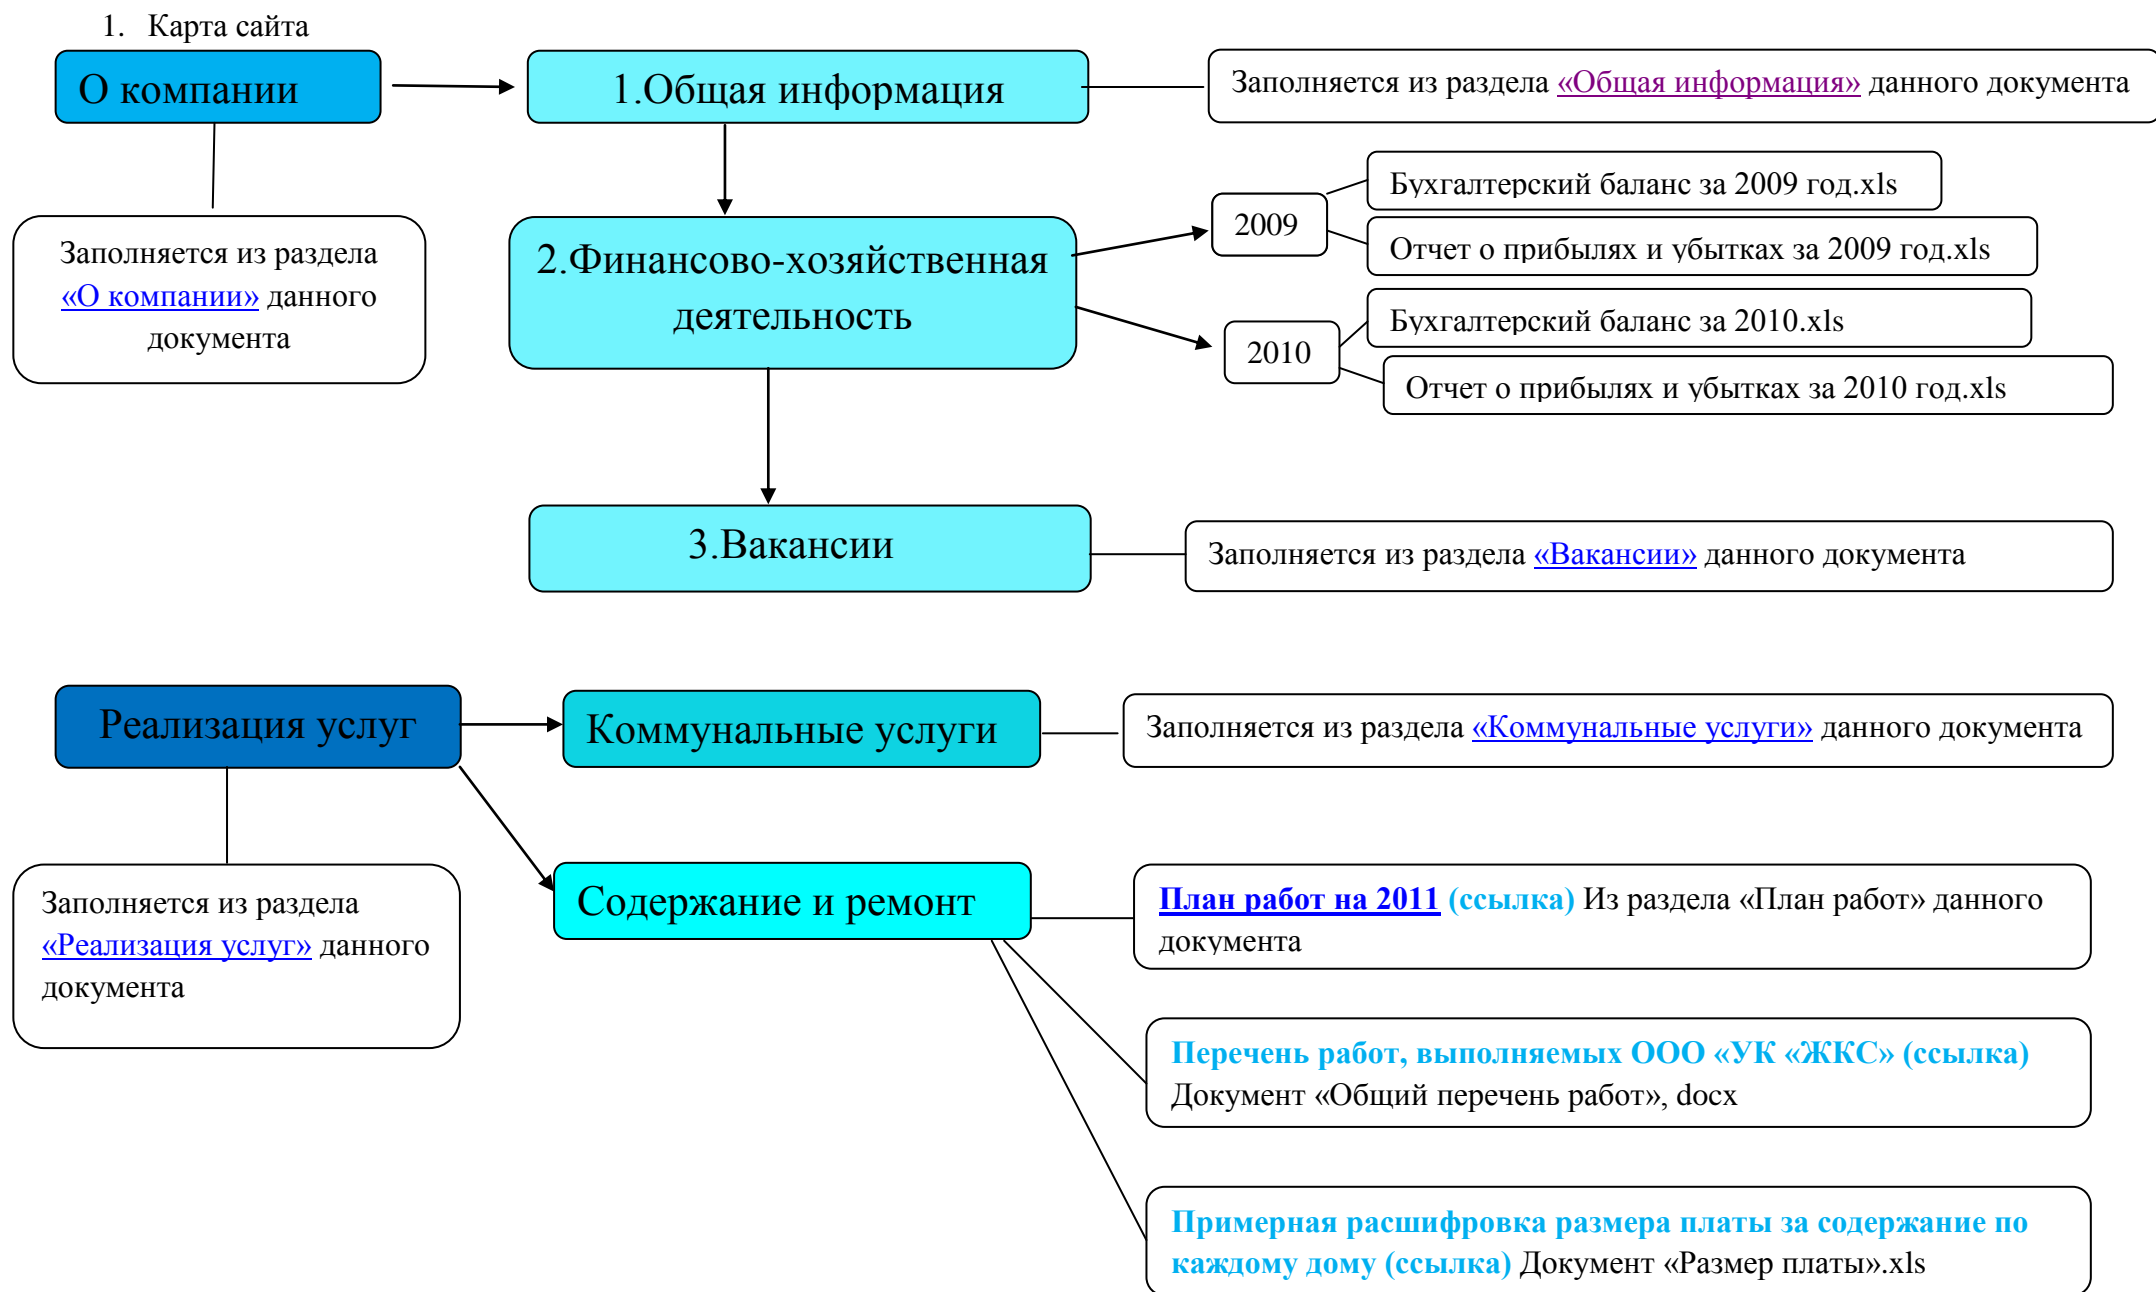 1. Карта сайта
О компании
1.Общая информация
Заполняется из раздела «Общая информация» данного документа
Заполняется из раздела
«О компании» данного
документа
2.Финансово-хозяйственная
деятельность
2009
Бухгалтерский баланс за 2009 год.xls
Отчет о прибылях и убытках за 2009 год.xls
2010
Бухгалтерский баланс за 2010.xls
Отчет о прибылях и убытках за 2010 год.xls
3.Вакансии
Заполняется из раздела «Вакансии» данного документа
Реализация услуг
Коммунальные услуги
Заполняется из раздела «Коммунальные услуги» данного документа
Заполняется из раздела
«Реализация услуг» данного
документа
Содержание и ремонт
План работ на 2011 (ссылка) Из раздела «План работ» данного
документа
Перечень работ, выполняемых ООО «УК «ЖКС» (ссылка)
Документ «Общий перечень работ», docx
Примерная расшифровка размера платы за содержание по
каждому дому (ссылка) Документ «Размер платы».xls